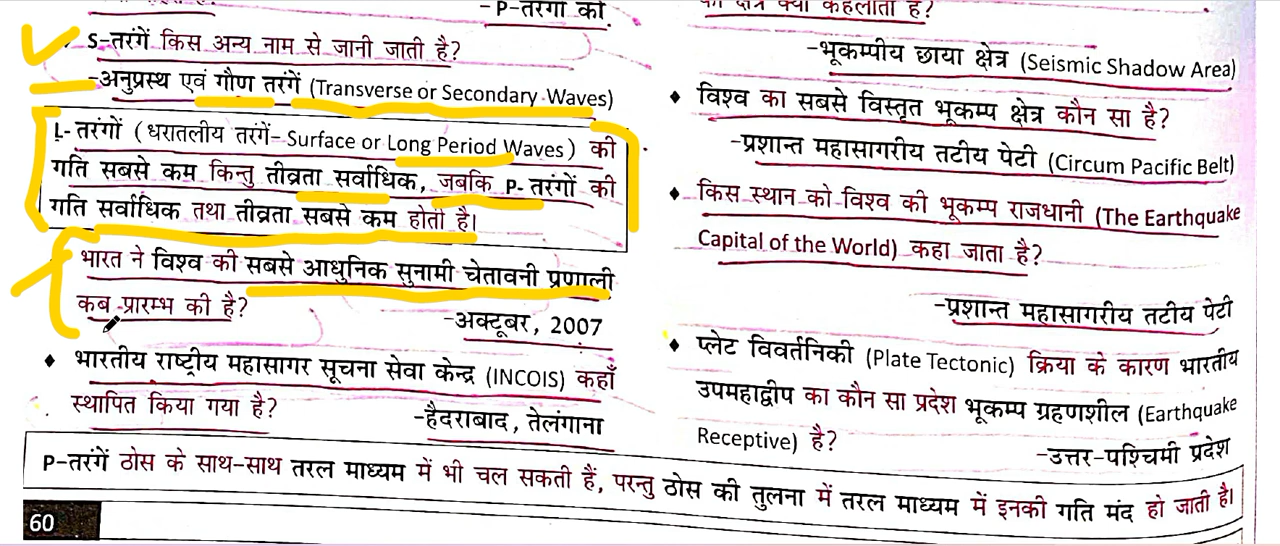 -P-तरंगों को
S-तरंगें किस अन्य नाम से जानी जाती है?
-अनुप्रस्थ एवं गौण तरंगें (Transverse or Secondary Waves)
L-तरंगों (धरातलीय तरंगें-Surface or Long Period Waves) की
गति सबसे कम किन्तु तीव्रता सर्वाधिक, जबकि P-तरंगों की
गति सर्वाधिक तथा तीव्रता सबसे कम होती है।
भारत ने विश्व की सबसे आधुनिक सुनामी चेतावनी प्रणाली
कब प्रारम्भ की है?
-अक्टूबर, 2007
♦ भारतीय राष्ट्रीय महासागर सूचना सेवा केन्द्र (INCOIS) कहाँ
स्थापित किया गया है?
-हैदराबाद, तेलंगाना
का क्षेत्र क्या कहलाता है?
-भूकम्पीय छाया क्षेत्र (Seismic Shadow Area)
♦ विश्व का सबसे विस्तृत भूकम्प क्षेत्र कौन सा है?
-प्रशान्त महासागरीय तटीय पेटी (Circum Pacific Belt)
♦ किस स्थान को विश्व की भूकम्प राजधानी (The Earthquake
Capital of the World) कहा जाता है?
-प्रशान्त महासागरीय तटीय पेटी
♦ प्लेट विवर्तनिकी (Plate Tectonic) क्रिया के कारण भारतीय
उपमहाद्वीप का कौन सा प्रदेश भूकम्प ग्रहणशील (Earthquake
Receptive) है?
-उत्तर-पश्चिमी प्रदेश
P-तरंगें ठोस के साथ-साथ तरल माध्यम में भी चल सकती हैं, परन्तु ठोस की तुलना में तरल माध्यम में इनकी गति मंद हो जाती है।
60